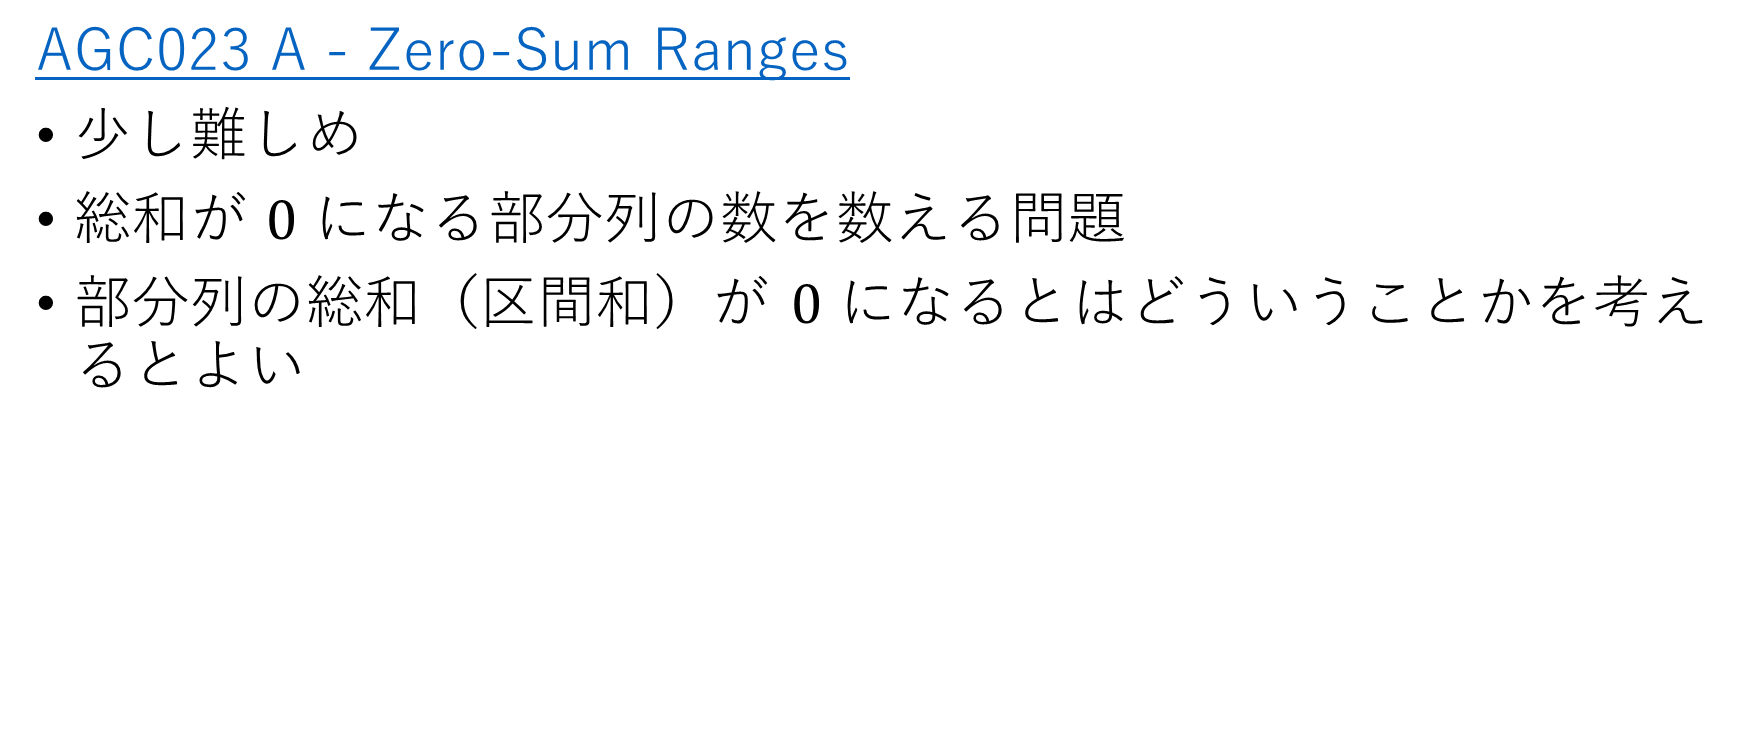 AGC023 A - Zero-Sum Ranges
• 少し難しめ
• 総和が 0 になる部分列の数を数える問題
• 部分列の総和（区間和）が 0 になるとはどういうことかを考え
るとよい